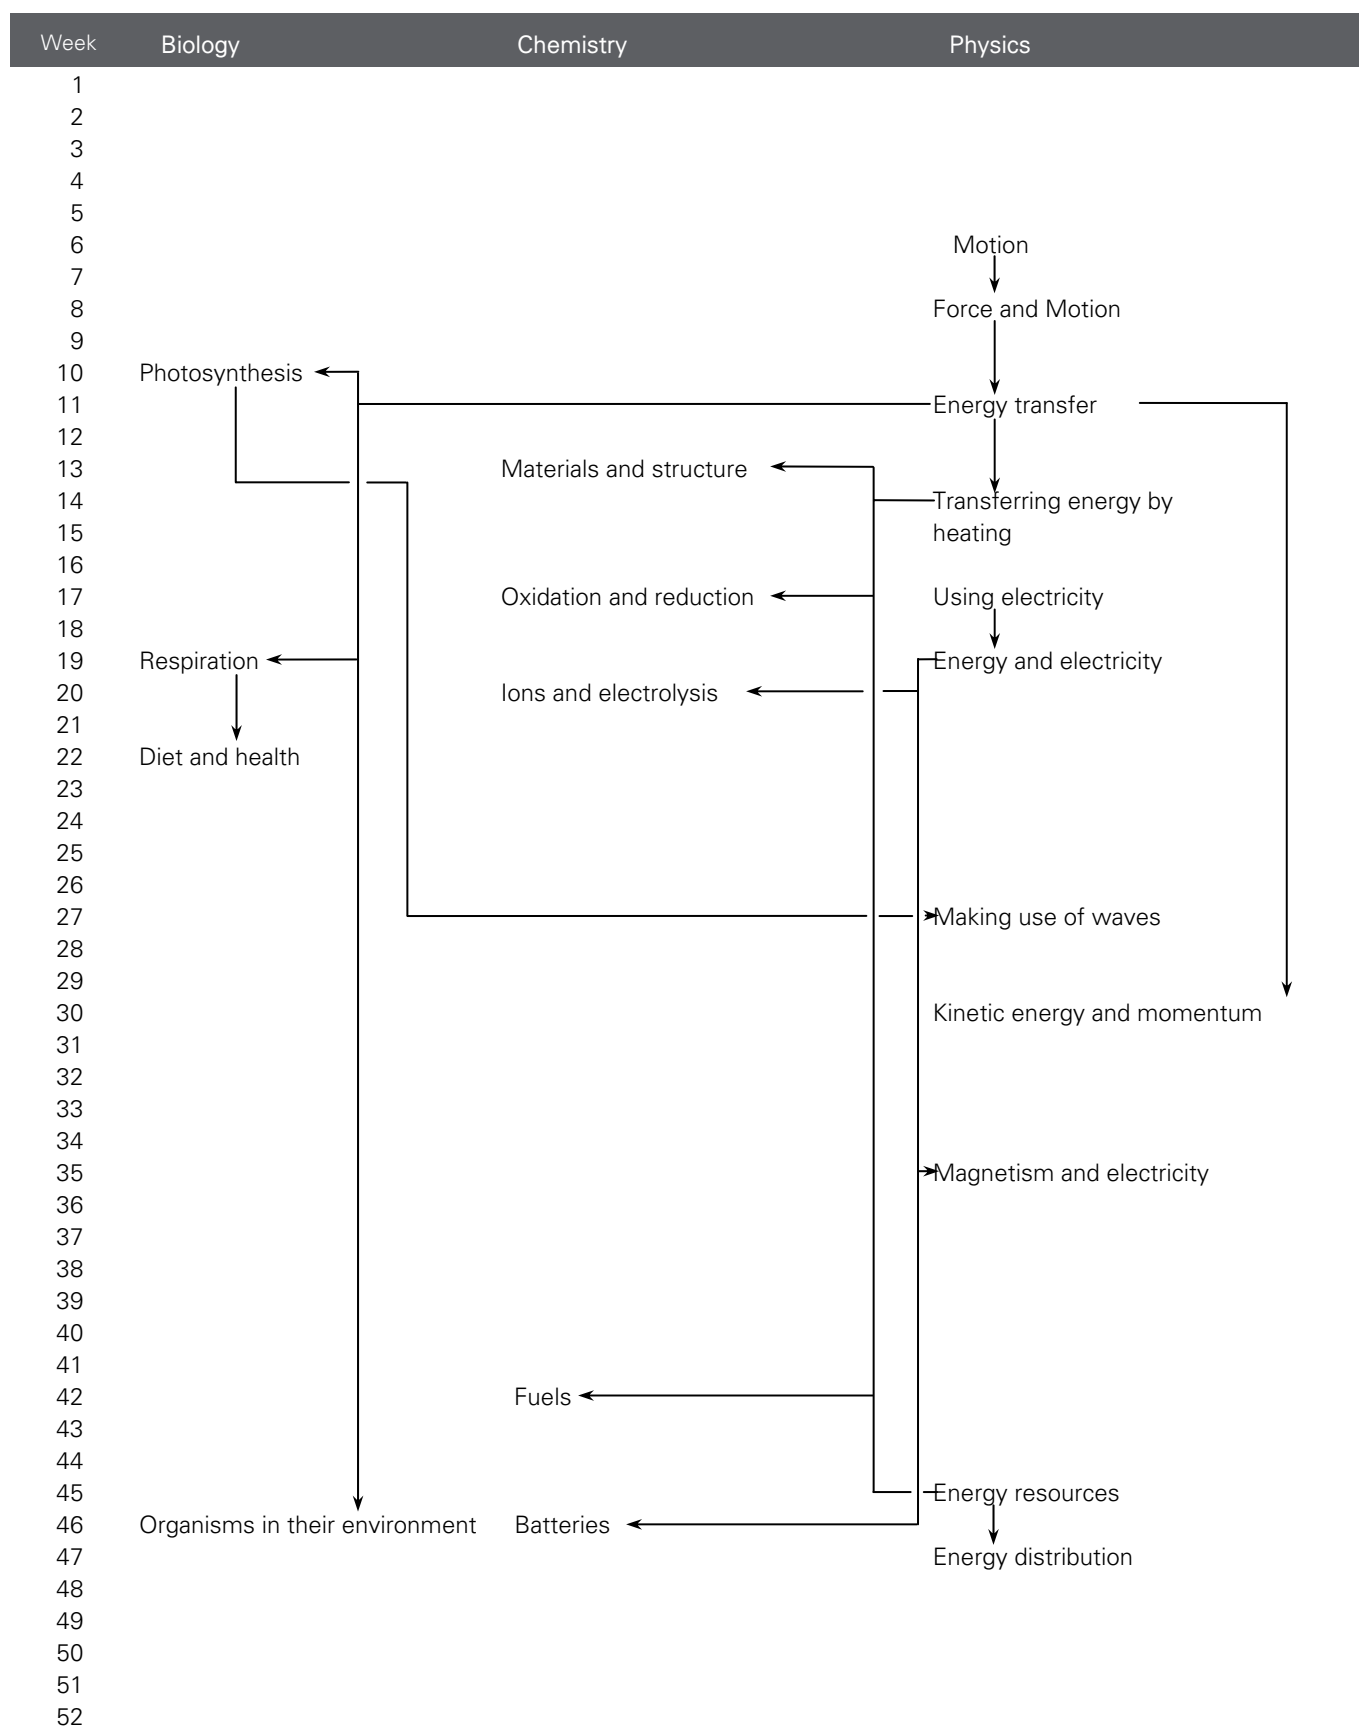 Week Biology Chemistry Physics
1
2
3
4
5
6 Motion
7
8 Force and Motion
9
10 Photosynthesis
11 Energy transfer
12
13 Materials and structure
14 Transferring energy by
15 heating
16
17 Oxidation and reduction Using electricity
18
19 Respiration Energy and electricity
20 Ions and electrolysis
21
22 Diet and health
23
24
25
26
27 Making use of waves
28
29
30 Kinetic energy and momentum
31
32
33
34
35 Magnetism and electricity
36
37
38
39
40
41
42 Fuels
43
44
45 Energy resources
46 Organisms in their environment Batteries
47 Energy distribution
48
49
50
51
52